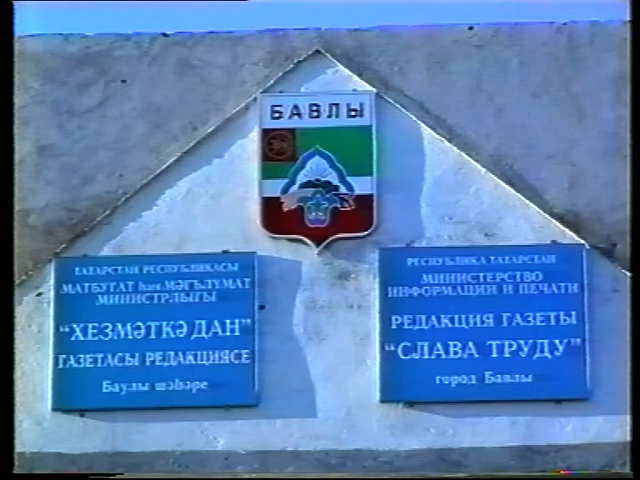 БАВЛЫ
ТАТАРСТАН РЕСПУБЛИКАСЫ
МАТБУГАТ һәм МӘГЪЛҮМАТ
МИНИСТРЛЫГЫ
“ХЕЗМӘТКӘ ДАН”
ГАЗЕТАСЫ РЕДАКЦИЯСЕ
Баулы шәһәре
РЕСПУБЛИКА ТАТАРСТАН
МИНИСТЕРСТВО
ИНФОРМАЦИИ И ПЕЧАТИ
РЕДАКЦИЯ ГАЗЕТЫ
“СЛАВА ТРУДУ”
город Бавлы